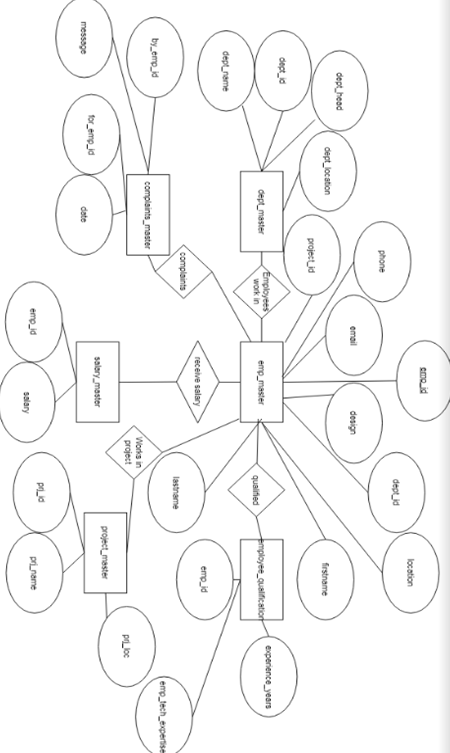 message
by_emp_id
for_emp_id
date
complaints_master
complaints
dept_name
dept_id
dept_head
dept_location
dept_master
Employees
work in
project_id
phone
email
emp_id
design
dept_id
location
firstname
lastname
emp_master
receive salary
salary_master
emp_id
salary
Works in
project
project_master
prj_id
prj_name
prj_loc
qualified
employee_qualification
emp_id
experience_years
emp_tech_expertise